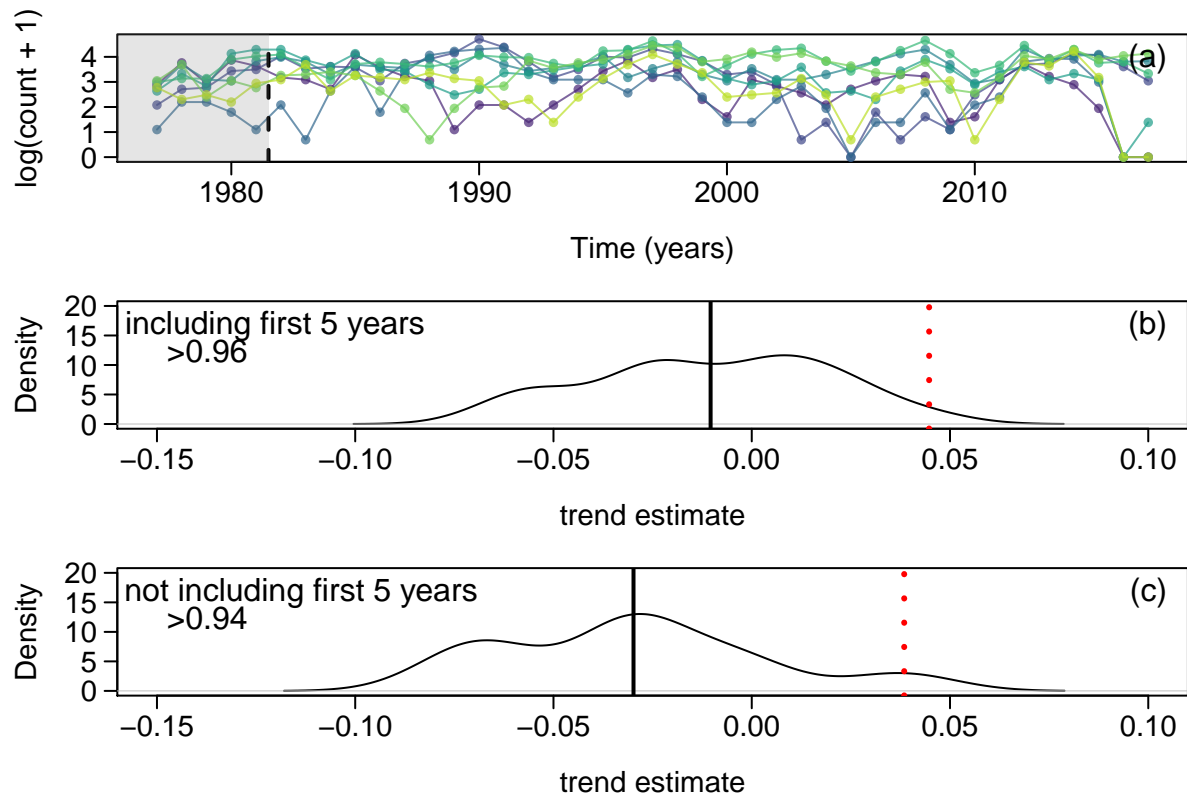 (a)
log(count + 1)
4
3
2
1
0
1980 1990 2000 2010
Time (years)
including first 5 years
>0.96
(b)
Density
20
15
10
5
0
−0.15 −0.10 −0.05 0.00 0.05 0.10
trend estimate
not including first 5 years
>0.94
(c)
Density
20
15
10
5
0
−0.15 −0.10 −0.05 0.00 0.05 0.10
trend estimate